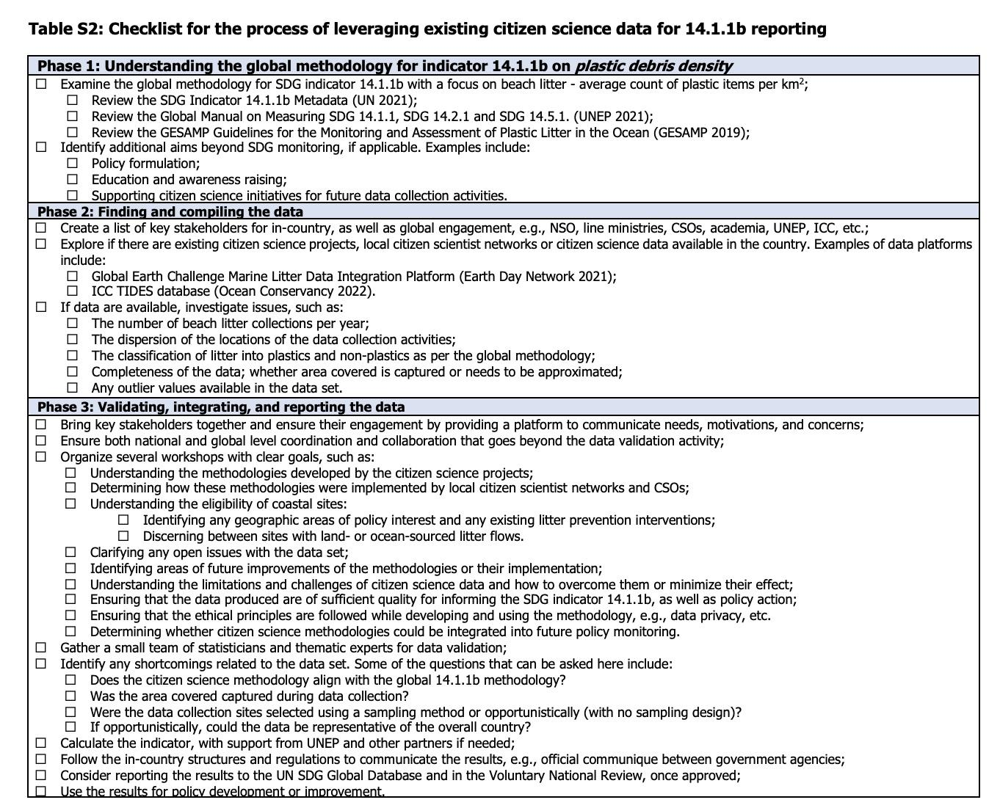 Table S2: Checklist for the process of leveraging existing citizen science data for 14.1.1b reporting
Phase 1: Understanding the global methodology for indicator 14.1.1b on plastic debris density
☐ Examine the global methodology for SDG indicator 14.1.1b with a focus on beach litter - average count of plastic items per km²;
☐ Review the SDG Indicator 14.1.1b Metadata (UN 2021);
☐ Review the Global Manual on Measuring SDG 14.1.1, SDG 14.2.1 and SDG 14.5.1. (UNEP 2021);
☐ Review the GESAMP Guidelines for the Monitoring and Assessment of Plastic Litter in the Ocean (GESAMP 2019);
☐ Identify additional aims beyond SDG monitoring, if applicable. Examples include:
☐ Policy formulation;
☐ Education and awareness raising;
☐ Supporting citizen science initiatives for future data collection activities.
Phase 2: Finding and compiling the data
☐ Create a list of key stakeholders for in-country, as well as global engagement, e.g., NSO, line ministries, CSOs, academia, UNEP, ICC, etc.;
☐ Explore if there are existing citizen science projects, local citizen scientist networks or citizen science data available in the country. Examples of data platforms
include:
☐ Global Earth Challenge Marine Litter Data Integration Platform (Earth Day Network 2021);
☐ ICC TIDES database (Ocean Conservancy 2022).
☐ If data are available, investigate issues, such as:
☐ The number of beach litter collections per year;
☐ The dispersion of the locations of the data collection activities;
☐ The classification of litter into plastics and non-plastics as per the global methodology;
☐ Completeness of the data; whether area covered is captured or needs to be approximated;
☐ Any outlier values available in the data set.
Phase 3: Validating, integrating, and reporting the data
☐ Bring key stakeholders together and ensure their engagement by providing a platform to communicate needs, motivations, and concerns;
☐ Ensure both national and global level coordination and collaboration that goes beyond the data validation activity;
☐ Organize several workshops with clear goals, such as:
☐ Understanding the methodologies developed by the citizen science projects;
☐ Determining how these methodologies were implemented by local citizen scientist networks and CSOs;
☐ Understanding the eligibility of coastal sites:
☐ Identifying any geographic areas of policy interest and any existing litter prevention interventions;
☐ Discerning between sites with land- or ocean-sourced litter flows.
☐ Clarifying any open issues with the data set;
☐ Identifying areas of future improvements of the methodologies or their implementation;
☐ Understanding the limitations and challenges of citizen science data and how to overcome them or minimize their effect;
☐ Ensuring that the data produced are of sufficient quality for informing the SDG indicator 14.1.1b, as well as policy action;
☐ Ensuring that the ethical principles are followed while developing and using the methodology, e.g., data privacy, etc.
☐ Determining whether citizen science methodologies could be integrated into future policy monitoring.
☐ Gather a small team of statisticians and thematic experts for data validation;
☐ Identify any shortcomings related to the data set. Some of the questions that can be asked here include:
☐ Does the citizen science methodology align with the global 14.1.1b methodology?
☐ Was the area covered captured during data collection?
☐ Were the data collection sites selected using a sampling method or opportunistically (with no sampling design)?
☐ If opportunistically, could the data be representative of the overall country?
☐ Calculate the indicator, with support from UNEP and other partners if needed;
☐ Follow the in-country structures and regulations to communicate the results, e.g., official communique between government agencies;
☐ Consider reporting the results to the UN SDG Global Database and in the Voluntary National Review, once approved;
☐ Use the results for policy development or improvement.